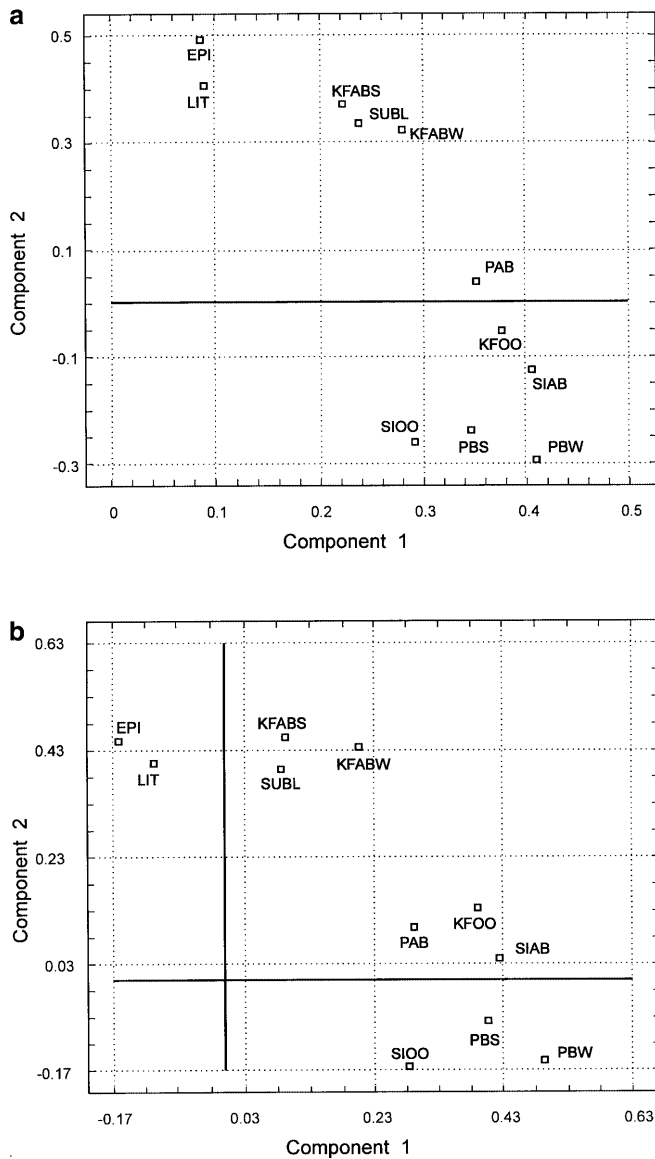 a
0.5
EPI
LIT
KFABS
SUBL
KFABW
0.3
Component 2
0.1
PAB
KFOO
-0.1
SIAB
SIOO
PBS
PBW
-0.3
0 0.1 0.2 0.3 0.4 0.5
Component 1
b
0.63
EPI
KFABS
0.43
LIT
SUBL
KFABW
Component 2
0.23
PAB
KFOO
SIAB
0.03
PBS
SIOO
PBW
-0.17
-0.17 0.03 0.23 0.43 0.63
Component 1